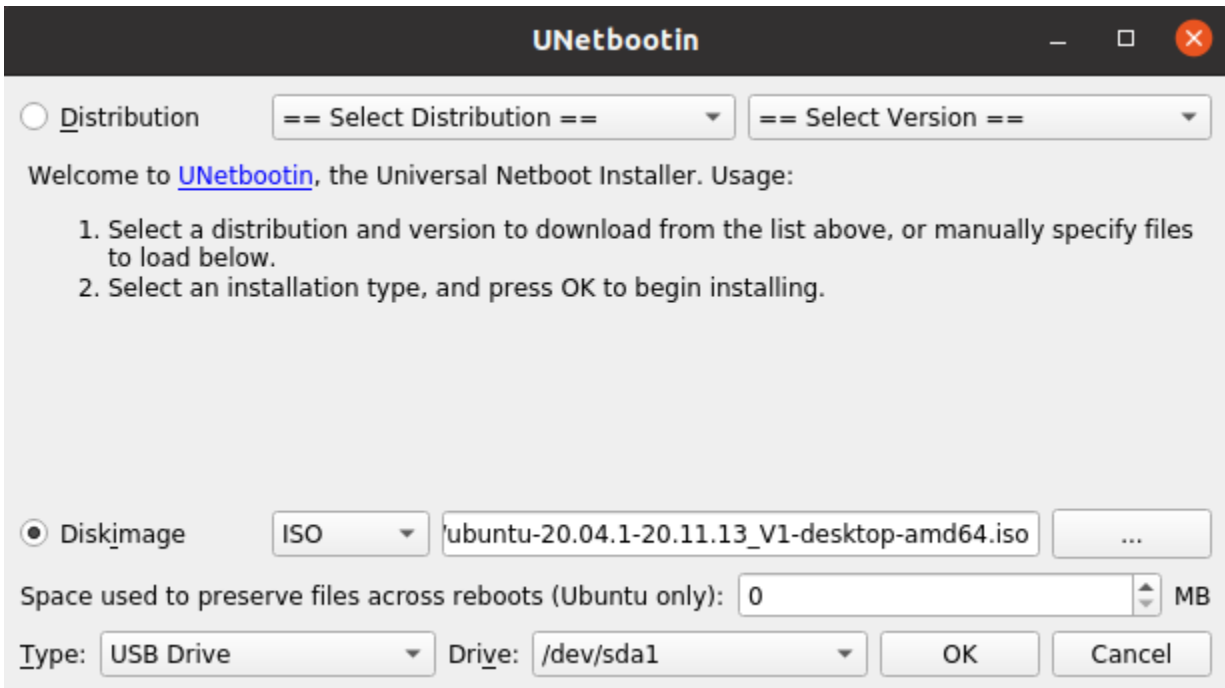 UNetbootin
Distribution == Select Distribution == == Select Version ==
Welcome to UNetbootin, the Universal Netboot Installer. Usage:
1. Select a distribution and version to download from the list above, or manually specify files
to load below.
2. Select an installation type, and press OK to begin installing.
Diskimage ISO ubuntu-20.04.1-20.11.13_V1-desktop-amd64.iso ...
Space used to preserve files across reboots (Ubuntu only): 0 MB
Type: USB Drive Drive: /dev/sda1 OK Cancel